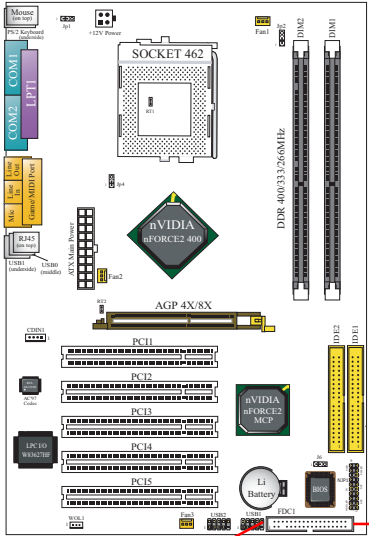 Mouse
(on top)
PS/2 Keyboard
(underside)
Jp1
+12V Power
Fan1
Jp2
DIM2
DIM1
COM1
LPT1
COM2
SOCKET 462
RT1
DDR 400/333/266MHz
Line
Out
Line
In
Mic
Game/MIDI Port
Jp4
nVIDIA
nFORCE2 400
RJ45
(on top)
USB1
(underside)
USB0
(middle)
ATX Main Power
Fan2
RT2
AGP 4X/8X
CDIN1
1
IDE2
IDE1
PCI1
PCI2
AC'97
Codec
nVIDIA
nFORCE2
MCP
PCI3
LPC I/O
W83627HF
PCI4
J6
NJP1
Li
Battery
BIOS
PCI5
WOL1
Fan3
USB2
USB1
FDC1